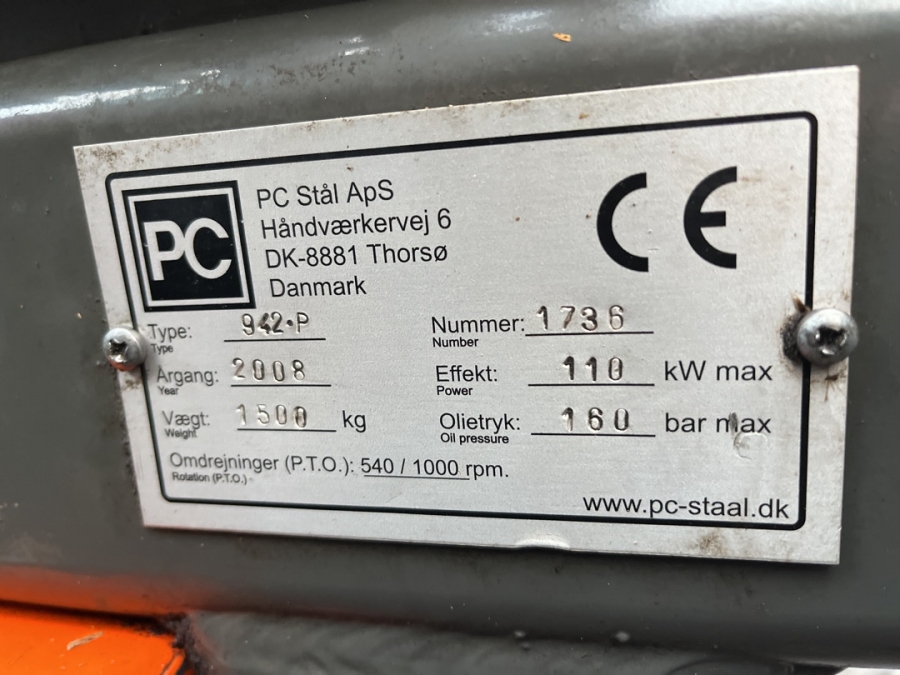 PC
PC Stål ApS
Håndværkervej 6
DK-8881 Thorsø
Danmark
CE
Type: 942·P
Type
Nummer: 1736
Number
Årgang: 2008
Year
Effekt: 110 kW max
Power
Vægt: 1500 kg
Weight
Olietryk: 160 bar max
Oil pressure
Omdrejninger (P.T.O.): 540 / 1000 rpm.
Rotation (P.T.O.)
www.pc-staal.dk